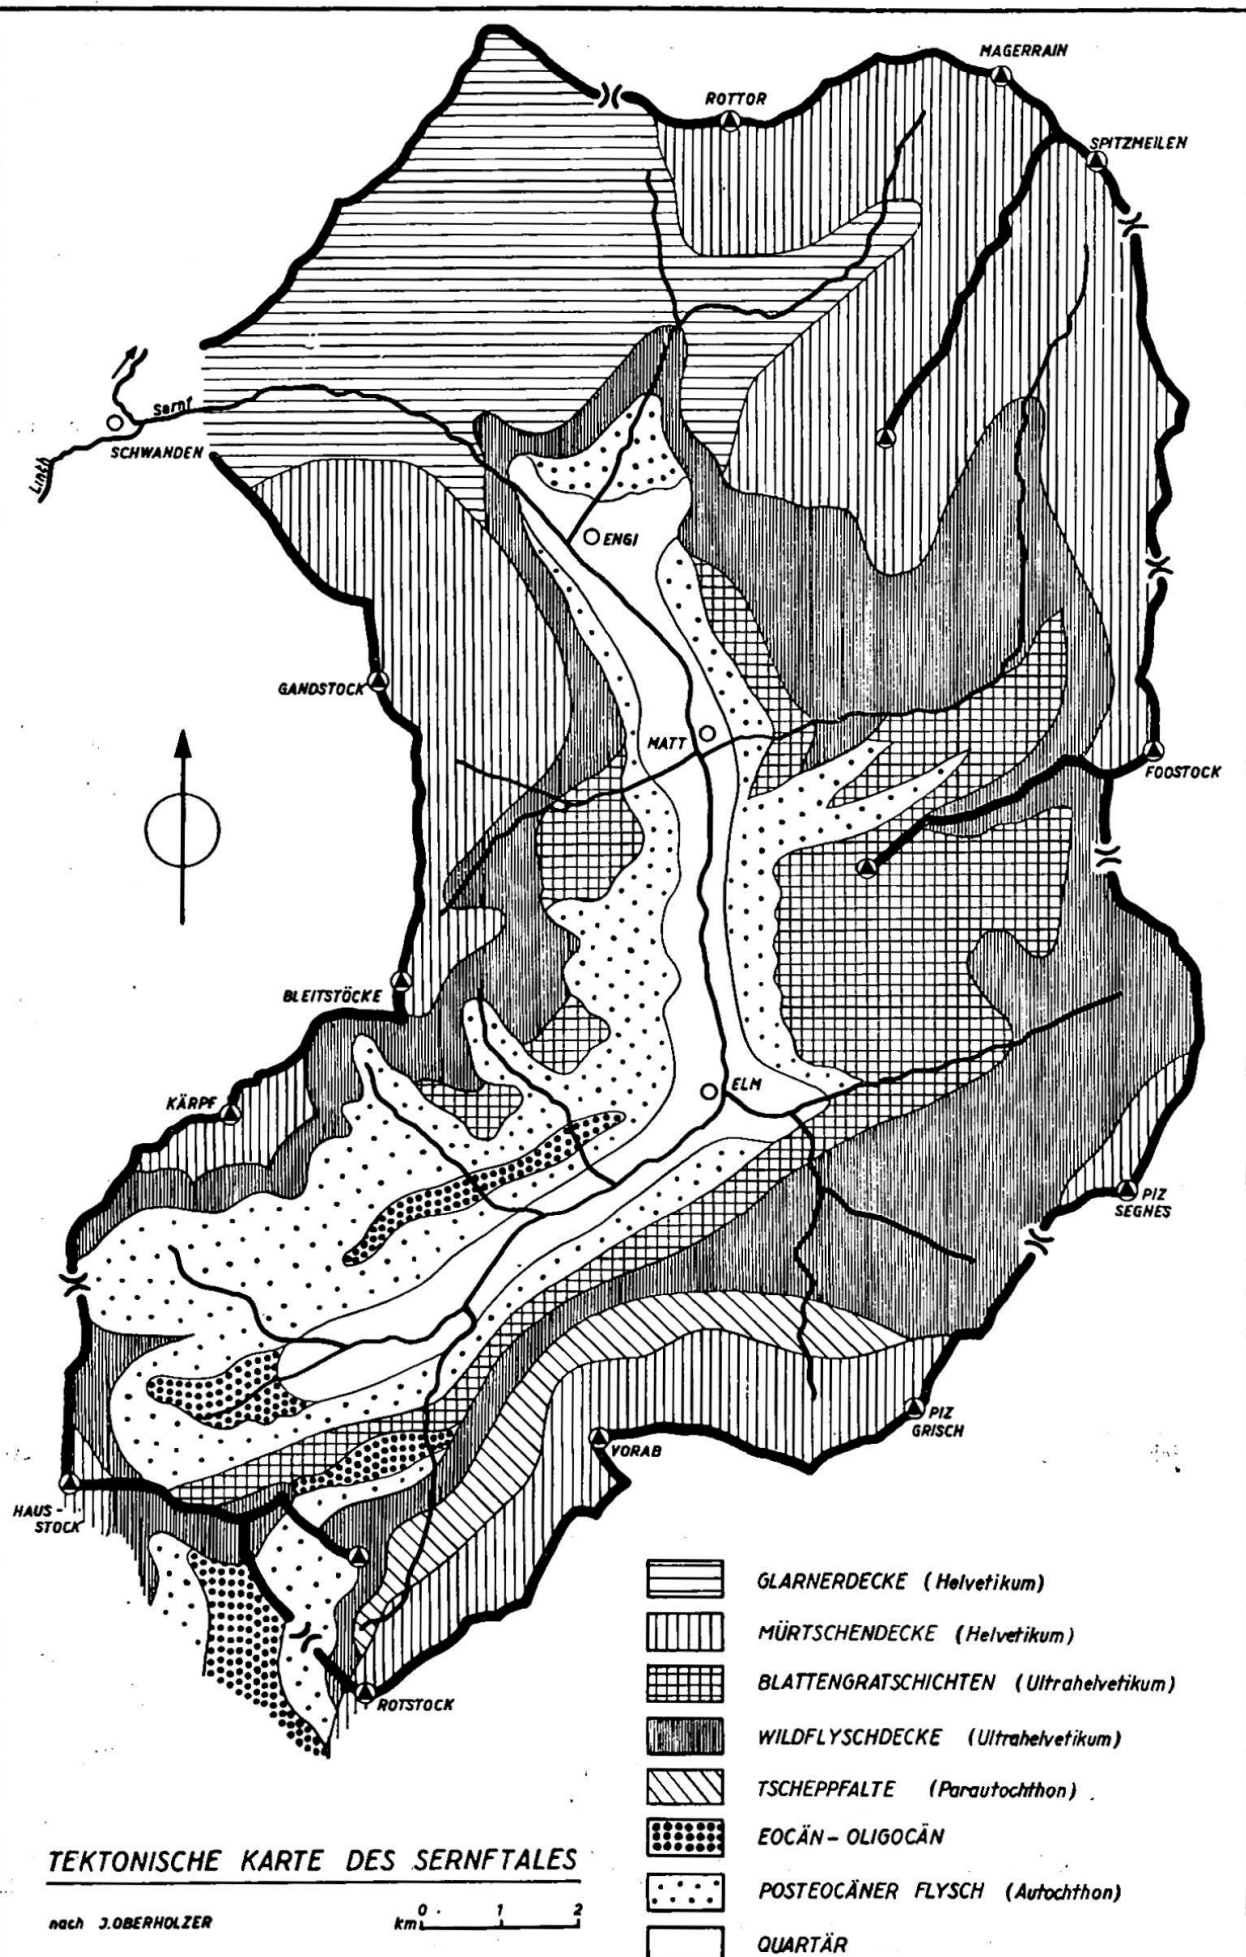 MAGERRAIN
ROTTOR
SPITZMEILEN
Sernf
SCHWANDEN
Linth
ENGI
GANDSTOCK
MATT
FOOSTOCK
BLEITSTÖCKE
KÄRPF
ELM
PIZ
SEGNES
PIZ
GRISCH
VORAB
HAUS-
STOCK
ROTSTOCK
GLARNERDECKE (Helvetikum)
MÜRTSCHENDECKE (Helvetikum)
BLATTENGRATSCHICHTEN (Ultrahelvetikum)
WILDFLYSCHDECKE (Ultrahelvetikum)
TSCHEPPFALTE (Parautochthon)
EOCÄN-OLIGOCÄN
POSTEOCÄNER FLYSCH (Autochthon)
QUARTÄR
TEKTONISCHE KARTE DES SERNFTALES
nach J.OBERHOLZER
km 0 1 2